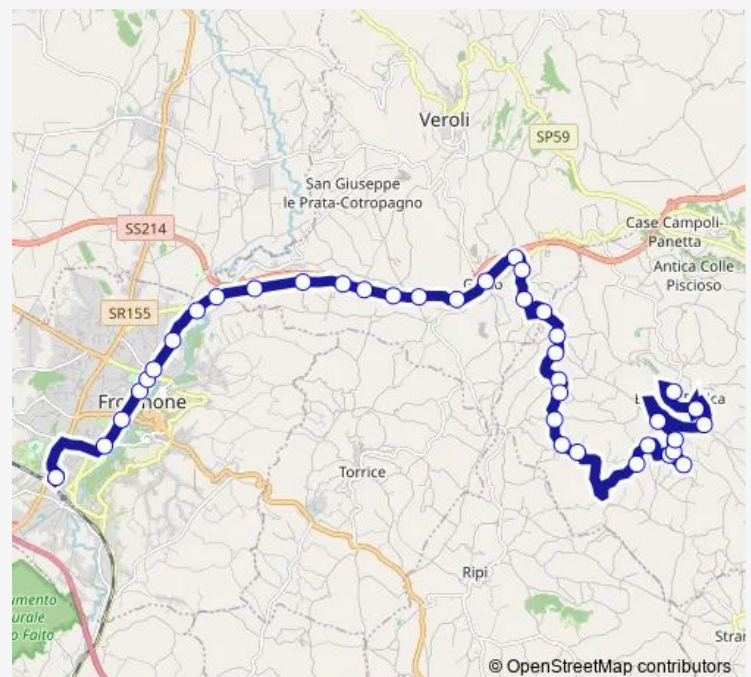 Veroli
SP59
San Giuseppe
le Prata-Cotropagno
Case Campoli-
Panetta
SS214
Antica Colle
Piscioso
SR155
Torrice
Ripi
© OpenStreetMap contributors